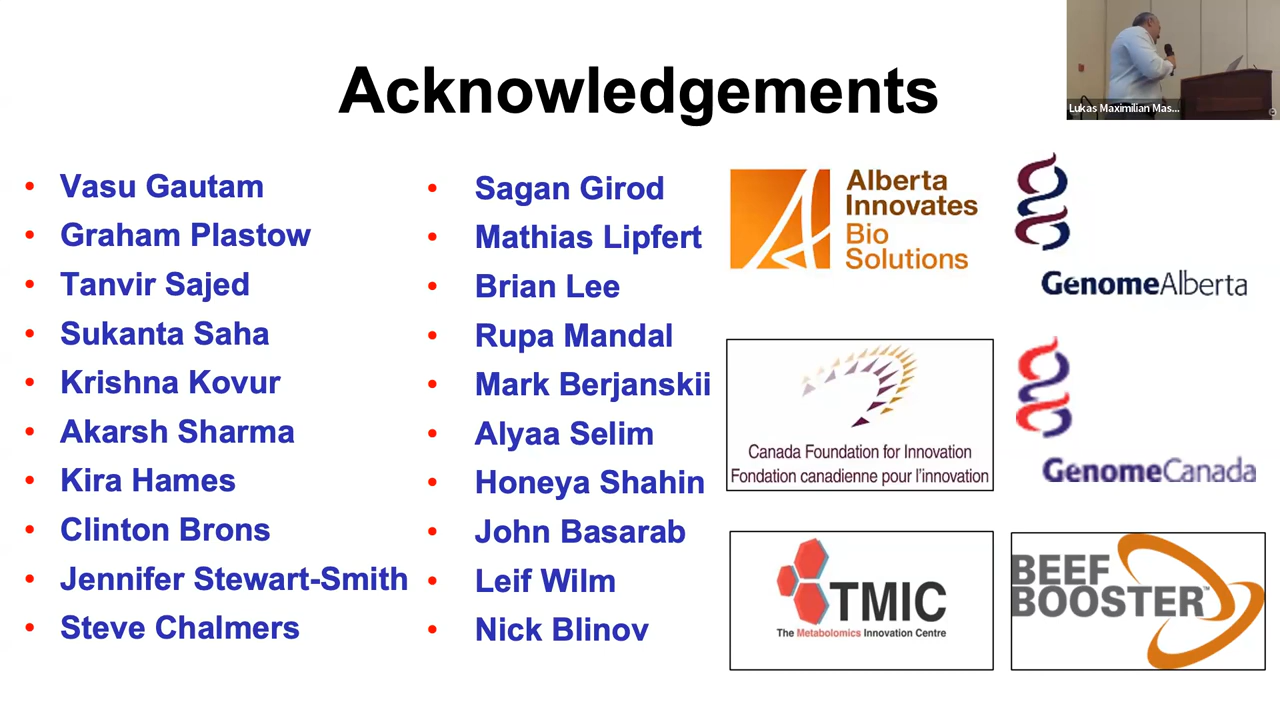 Acknowledgements
Lukas Maximilian Mas...
• Vasu Gautam
• Graham Plastow
• Tanvir Sajed
• Sukanta Saha
• Krishna Kovur
• Akarsh Sharma
• Kira Hames
• Clinton Brons
• Jennifer Stewart-Smith
• Steve Chalmers
• Sagan Girod
• Mathias Lipfert
• Brian Lee
• Rupa Mandal
• Mark Berjanskii
• Alyaa Selim
• Honeya Shahin
• John Basarab
• Leif Wilm
• Nick Blinov
Alberta
Innovates
Bio
Solutions
GenomeAlberta
Canada Foundation for Innovation
Fondation canadienne pour l'innovation
GenomeCanada
TMIC
The Metabolomics Innovation Centre
BEEF
BOOSTER™